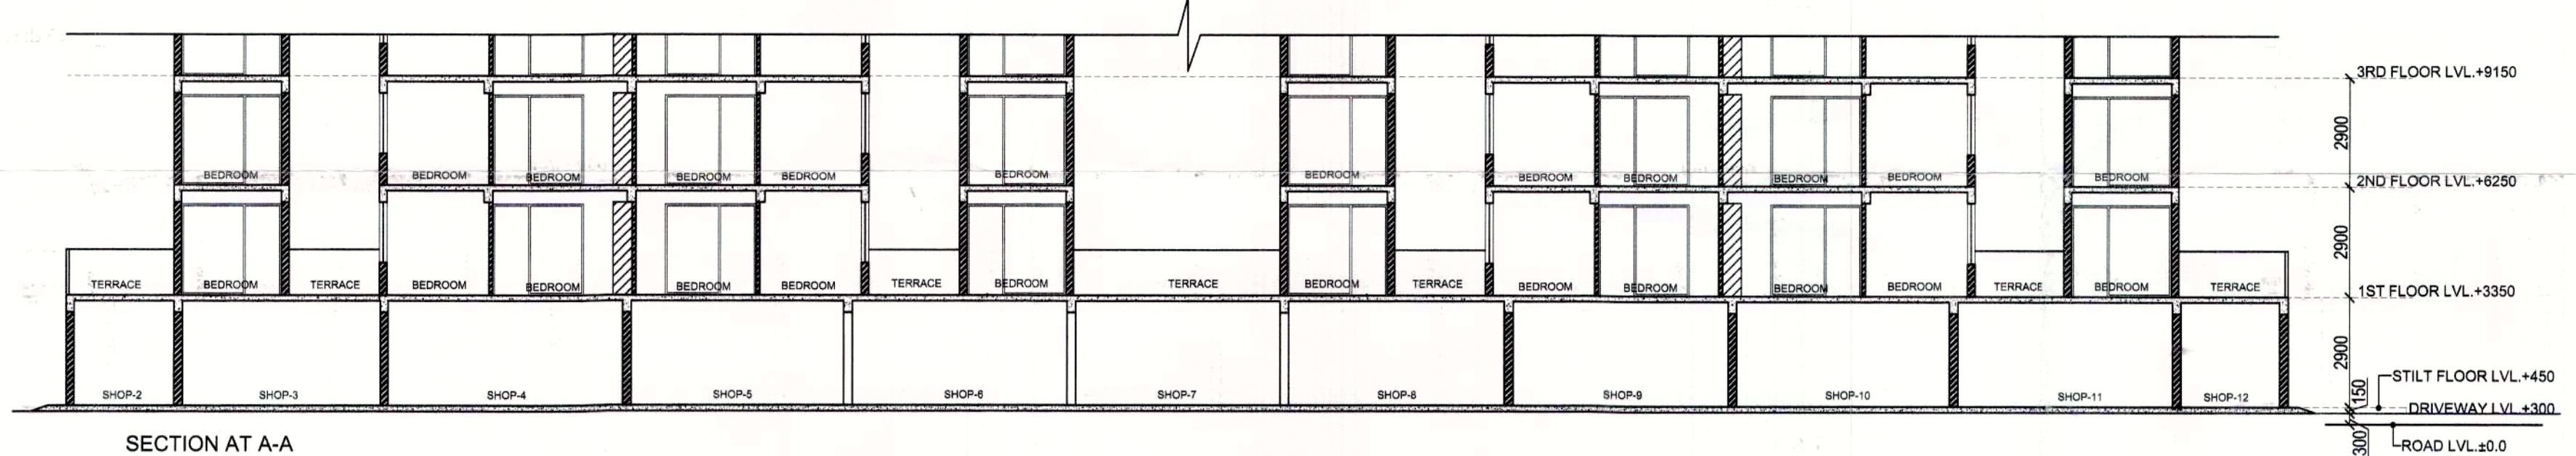 3RD FLOOR LVL.+9150
2900
BEDROOM BEDROOM BEDROOM BEDROOM BEDROOM BEDROOM BEDROOM BEDROOM BEDROOM BEDROOM BEDROOM BEDROOM
2ND FLOOR LVL.+6250
2900
TERRACE BEDROOM TERRACE BEDROOM BEDROOM BEDROOM BEDROOM TERRACE BEDROOM TERRACE BEDROOM TERRACE BEDROOM BEDROOM BEDROOM BEDROOM TERRACE BEDROOM TERRACE
1ST FLOOR LVL.+3350
2900
SHOP-2 SHOP-3 SHOP-4 SHOP-5 SHOP-6 SHOP-7 SHOP-8 SHOP-9 SHOP-10 SHOP-11 SHOP-12
STILT FLOOR LVL.+450
150
DRIVEWAY LVL.+300
300
ROAD LVL.±0.0
SECTION AT A-A